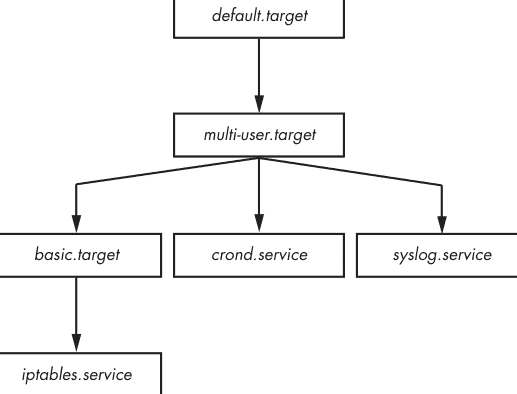 default.target
multi-user.target
basic.target
crond.service
syslog.service
iptables.service